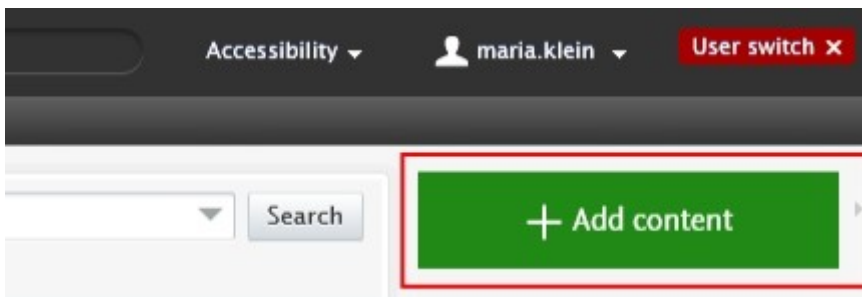 Accessibility maria.klein User switch ×
Search + Add content